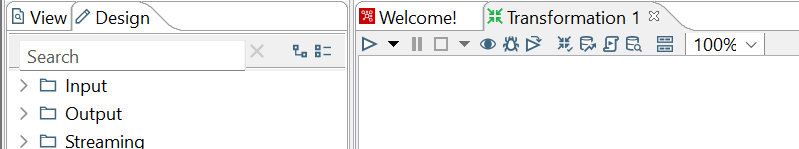 View Design
Welcome! Transformation 1
Search
100%
Input
Output
Streaming